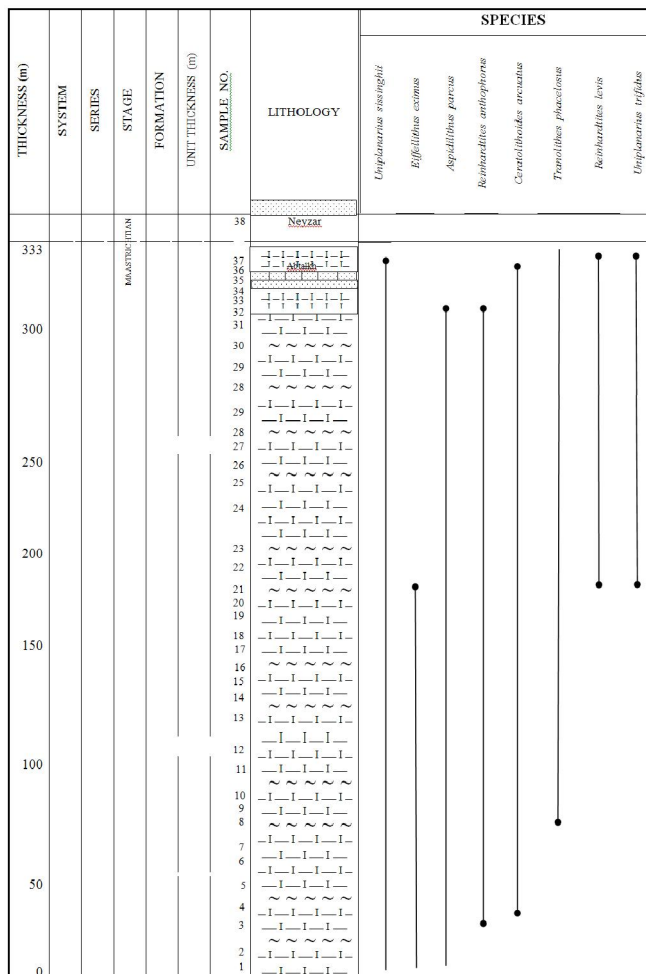 SPECIES
THICKNESS (m)
SYSTEM
SERIES
STAGE
FORMATION
UNIT THICKNESS (m)
SAMPLE NO.
LITHOLOGY
Uniplanarius sissinghii
Eiffellithus eximus
Aspidilithus parcus
Reinhardtites anthophorus
Ceratolithoides arcuatus
Tranolithes phacelosus
Reinhardtites levis
Uniplanarius trifidus
MAASTRICHTIAN
38
Neyzar
333
37
36
35
34
33
32
31
300
30
29
28
29
28
27
250
26
25
24
200
23
22
21
20
19
150
18
17
16
15
14
13
12
100
11
10
9
8
7
6
50
5
4
3
2
1
0